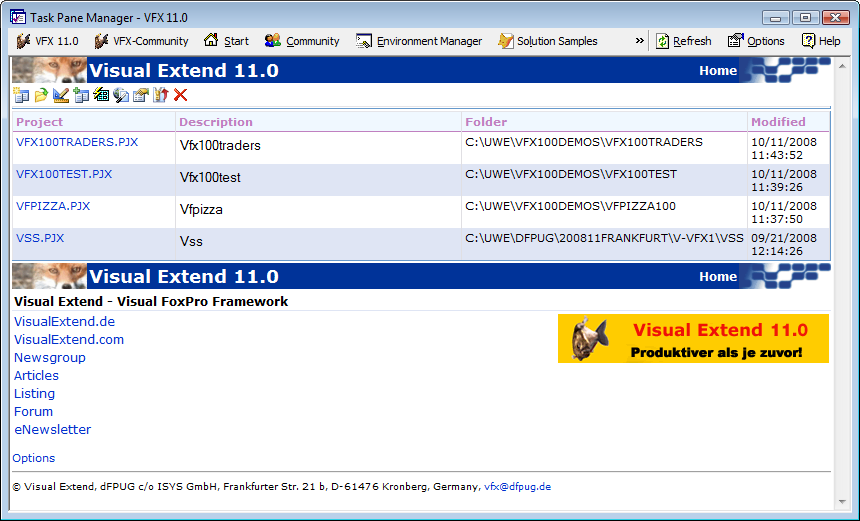 Task Pane Manager - VFX 11.0
VFX 11.0 VFX-Community Start Community Environment Manager Solution Samples » Refresh Options Help
Visual Extend 11.0 Home
Project Description Folder Modified
VFX100TRADERS.PJX Vfx100traders C:\UWE\VFX100DEMOS\VFX100TRADERS 10/11/2008
11:43:52
VFX100TEST.PJX Vfx100test C:\UWE\VFX100DEMOS\VFX100TEST 10/11/2008
11:39:26
VFPIZZA.PJX Vfpizza C:\UWE\VFX100DEMOS\VFPIZZA100 10/11/2008
11:37:50
VSS.PJX Vss C:\UWE\DFPUG\200811FRANKFURT\V-VFX1\VSS 09/21/2008
12:14:26
Visual Extend 11.0 Home
Visual Extend - Visual FoxPro Framework
VisualExtend.de
VisualExtend.com
Newsgroup
Articles
Listing
Forum
eNewsletter
Visual Extend 11.0
Produktiver als je zuvor!
Options
© Visual Extend, dFPUG c/o ISYS GmbH, Frankfurter Str. 21 b, D-61476 Kronberg, Germany, vfx@dfpug.de